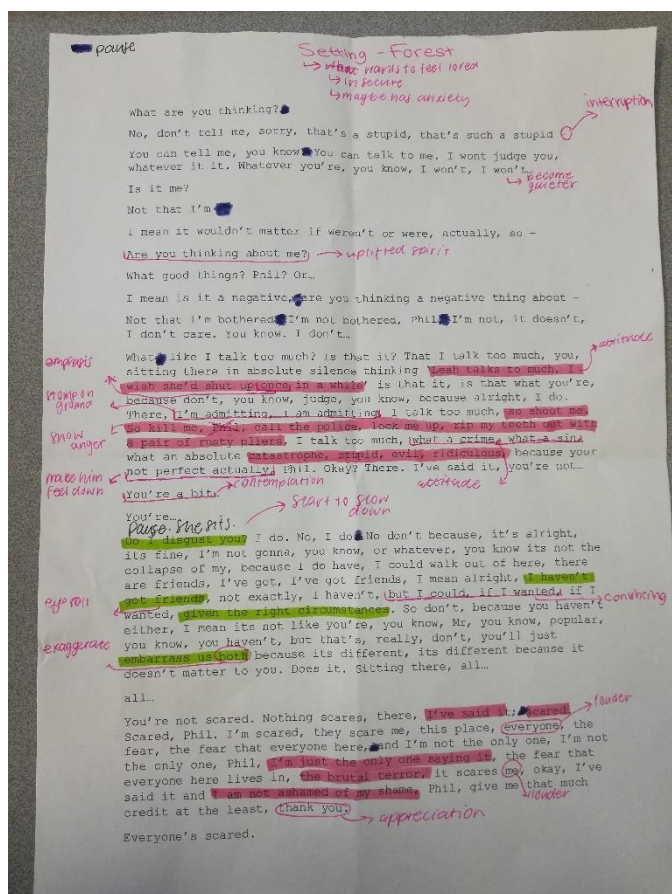 pause
Setting - Forest
↳ wants to feel loved
↳ insecure
↳ maybe has anxiety
What are you thinking?
interruption
No, don't tell me, sorry, that's a stupid, that's such a stupid -
You can tell me, you know You can talk to me. I wont judge you,
whatever it it. Whatever you're, you know, I won't, I won't…
↳ become quieter
Is it me?
Not that I'm
I mean it wouldn't matter if weren't or were, actually, so -
Are you thinking about me? → uplifted spirit
What good things? Phil? Or…
I mean is it a negative, are you thinking a negative thing about -
Not that I'm bothered I'm not bothered, Phil I'm not, it doesn't,
I don't care. You know. I don't…
emphasis
attitude
What like I talk too much? Is that it? That I talk too much, you,
sitting there in absolute silence thinking Leah talks to much, I
wish she'd shut up once in a while is that it, is that what you're,
stomp on ground
because don't, you know, judge, you know, because alright, I do.
There, I'm admitting, I am admitting I talk too much, so shoot me.
show anger
So kill me, Phil, call the police, lock me up, rip my teeth out with
a pair of rusty pliers. I talk too much, what a crime, what a sin,
what an absolute catastrophe, stupid, evil, ridiculous, because your
make him feel down
not perfect actually, Phil. Okay? There. I've said it, you're not…
attitude
You're a bit.
contemplation
You're…
Pause. She sits.
start to slow down
Do I disgust you? I do. No, I do No don't because, it's alright,
its fine, I'm not gonna, you know, or whatever, you know its not the
collapse of my, because I do have, I could walk out of here, there
are friends, I've got, I've got friends, I mean alright, I haven't
got friends, not exactly, I haven't, but I could, if I wanted, if I
convincing
eyeroll
wanted, given the right circumstances. So don't, because you haven't
either, I mean its not like you're, you know, Mr, you know, popular,
you know, you haven't, but that's, really, don't, you'll just
exaggerate
embarrass us both because its different, its different because it
doesn't matter to you. Does it. Sitting there, all…
all…
louder
You're not scared. Nothing scares, there, I've said it; scared.
Scared, Phil. I'm scared, they scare me, this place, everyone, the
fear, the fear that everyone here, and I'm not the only one, I'm not
the only one, Phil, I'm just the only one saying it, the fear that
everyone here lives in, the brutal terror, it scares me, okay, I've
said it and I am not ashamed of my shame, Phil, give me that much
louder
credit at the least, thank you.
appreciation
Everyone's scared.